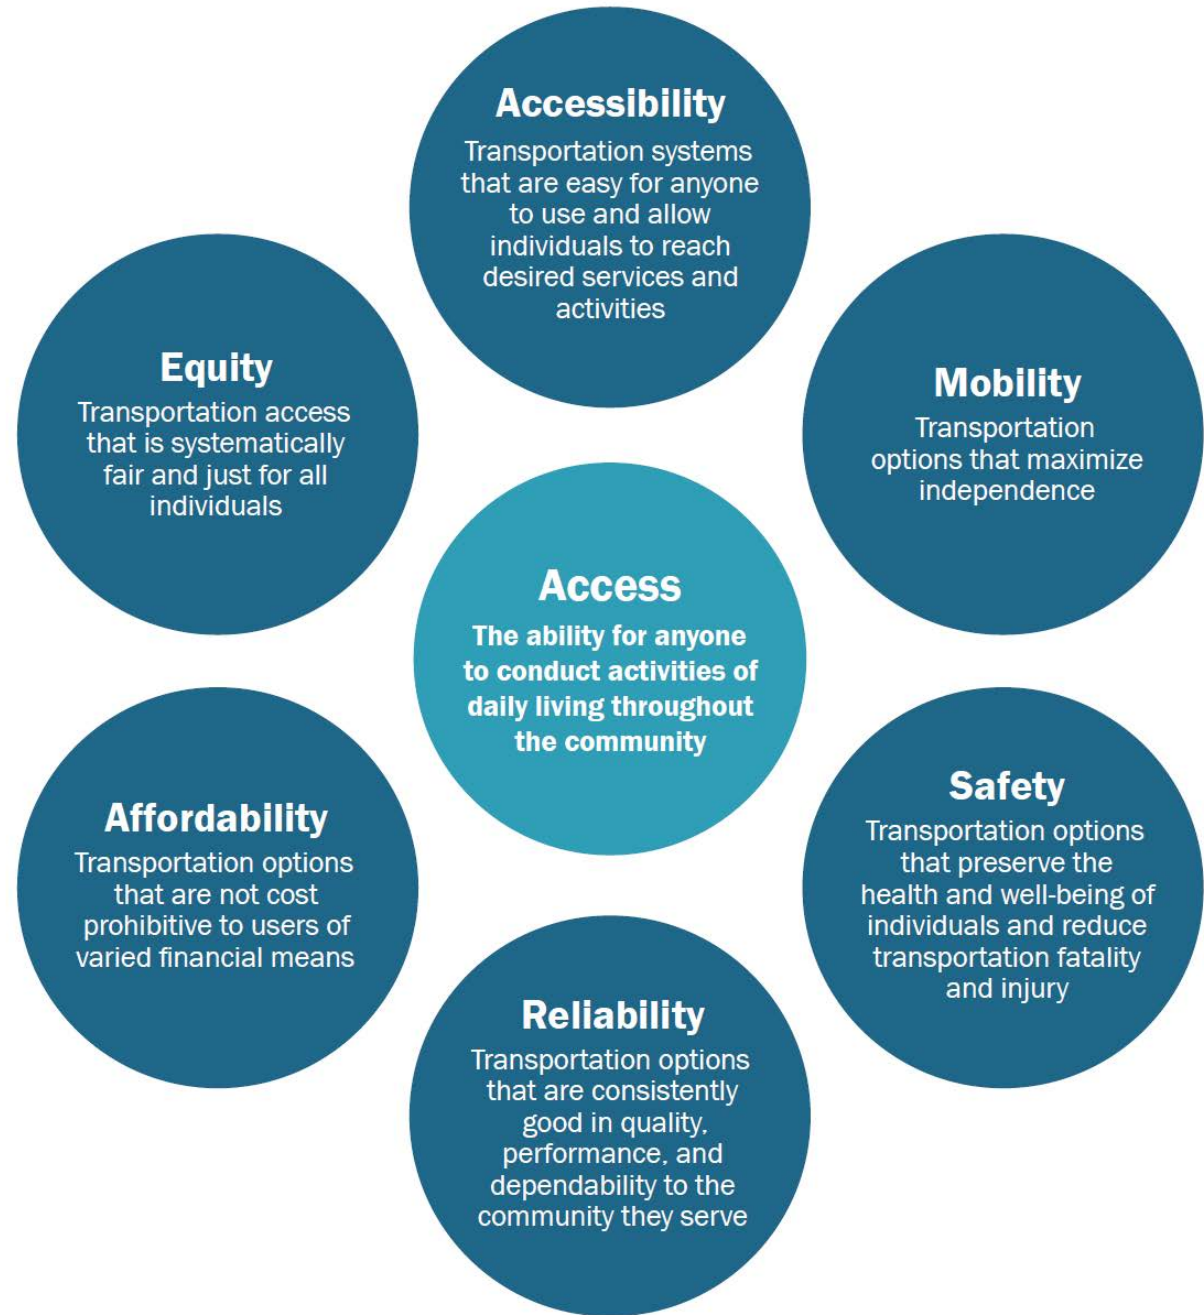 Accessibility
Transportation systems
that are easy for anyone
to use and allow
individuals to reach
desired services and
activities
Equity
Transportation access
that is systematically
fair and just for all
individuals
Mobility
Transportation
options that maximize
independence
Access
The ability for anyone
to conduct activities of
daily living throughout
the community
Affordability
Transportation options
that are not cost
prohibitive to users of
varied financial means
Safety
Transportation options
that preserve the
health and well-being of
individuals and reduce
transportation fatality
and injury
Reliability
Transportation options
that are consistently
good in quality,
performance, and
dependability to the
community they serve